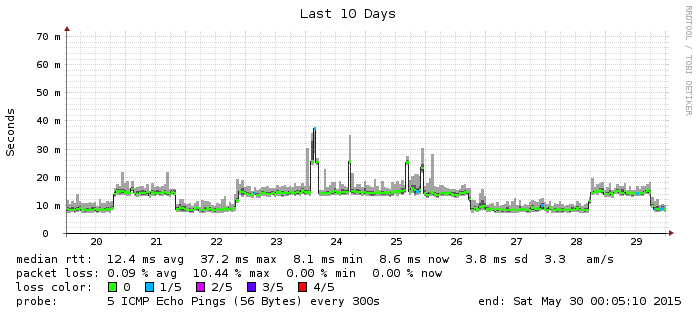 Last 10 Days
RRDTOOL / TOBI OETIKER
Seconds
70 m
60 m
50 m
40 m
30 m
20 m
10 m
0
20 21 22 23 24 25 26 27 28 29
median rtt: 12.4 ms avg 37.2 ms max 8.1 ms min 8.6 ms now 3.8 ms sd 3.3 am/s
packet loss: 0.09 % avg 10.44 % max 0.00 % min 0.00 % now
loss color: 0 1/5 2/5 3/5 4/5
probe: 5 ICMP Echo Pings (56 Bytes) every 300s end: Sat May 30 00:05:10 2015